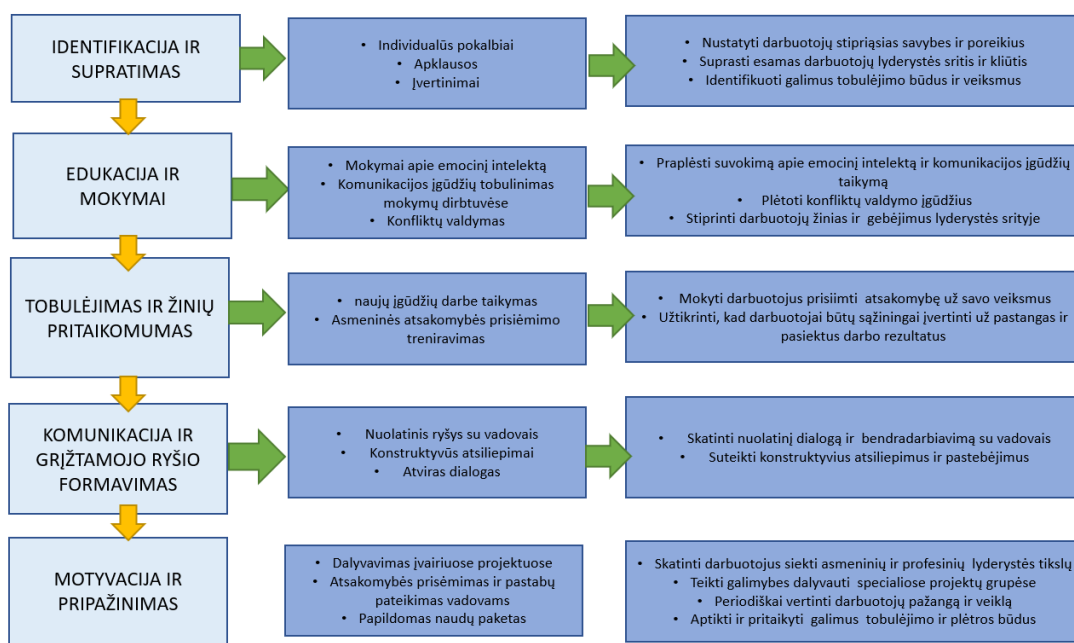 IDENTIFIKACIJA IR
SUPRATIMAS
• Individualūs pokalbiai
• Apklausos
• Įvertinimai
• Nustatyti darbuotojų stipriąsias savybes ir poreikius
• Suprasti esamas darbuotojų lyderystės sritis ir kliūtis
• Identifikuoti galimus tobulėjimo būdus ir veiksmus
EDUKACIJA IR
MOKYMAI
• Mokymai apie emocinį intelektą
• Komunikacijos įgūdžių tobulinimas
mokymų dirbtuvėse
• Konfliktų valdymas
• Praplėsti suvokimą apie emocinį intelektą ir komunikacijos įgūdžių
taikymą
• Plėtoti konfliktų valdymo įgūdžius
• Stiprinti darbuotojų žinias ir gebėjimus lyderystės srityje
TOBULĖJIMAS IR ŽINIŲ
PRITAIKOMUMAS
• naujų įgūdžių darbe taikymas
• Asmeninės atsakomybės prisiėmimo
treniravimas
• Mokyti darbuotojus prisiimti atsakomybę už savo veiksmus
• Užtikrinti, kad darbuotojai būtų sąžiningai įvertinti už pastangas ir
pasiektus darbo rezultatus
KOMUNIKACIJA IR
GRĮŽTAMOJO RYŠIO
FORMAVIMAS
• Nuolatinis ryšys su vadovais
• Konstruktyvūs atsiliepimai
• Atviras dialogas
• Skatinti nuolatinį dialogą ir bendradarbiavimą su vadovais
• Suteikti konstruktyvius atsiliepimus ir pastebėjimus
MOTYVACIJA IR
PRIPAŽINIMAS
• Dalyvavimas įvairiuose projektuose
• Atsakomybės prisėmimas ir pastabų
pateikimas vadovams
• Papildomas naudų paketas
• Skatinti darbuotojus siekti asmeninių ir profesinių lyderystės tikslų
• Teikti galimybes dalyvauti specialiose projektų grupėse
• Periodiškai vertinti darbuotojų pažangą ir veiklą
• Aptikti ir pritaikyti galimus tobulėjimo ir plėtros būdus